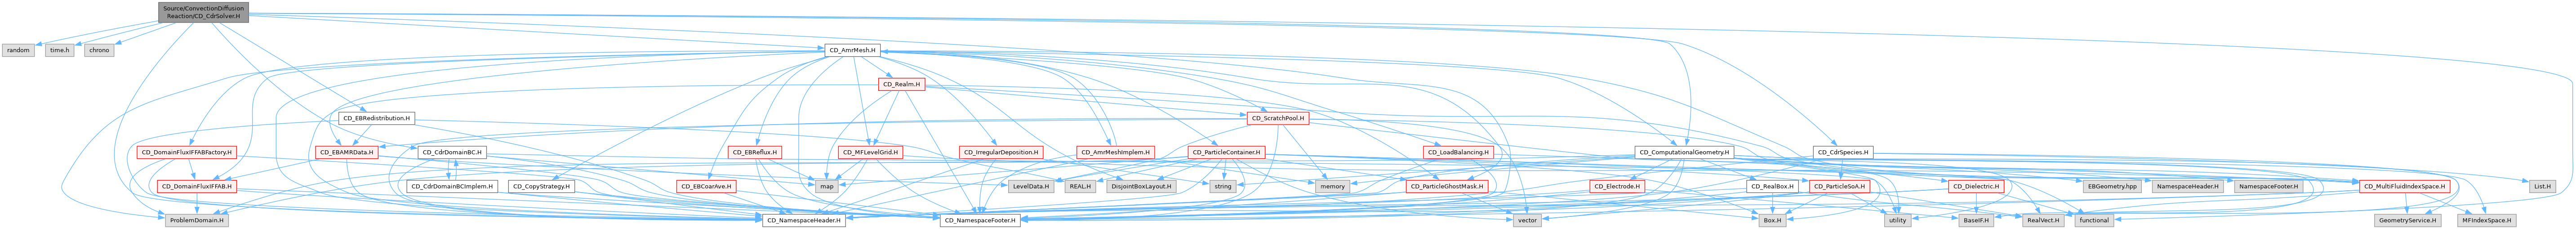 Source/ConvectionDiffusion
Reaction/CD_CdrSolver.H
random
time.h
chrono
CD_AmrMesh.H
CD_Realm.H
CD_EBRedistribution.H
CD_ScratchPool.H
CD_DomainFluxIFFABFactory.H
CD_EBAMRData.H
CD_CdrDomainBC.H
CD_EBReflux.H
CD_MFLevelGrid.H
CD_IrregularDeposition.H
CD_AmrMeshImplem.H
CD_ParticleContainer.H
CD_LoadBalancing.H
CD_ComputationalGeometry.H
CD_CdrSpecies.H
CD_DomainFluxIFFAB.H
CD_CdrDomainBCImplem.H
CD_CopyStrategy.H
CD_EBCoarAve.H
map
LevelData.H
REAL.H
DisjointBoxLayout.H
string
memory
CD_ParticleGhostMask.H
CD_Electrode.H
CD_RealBox.H
CD_ParticleSoA.H
CD_Dielectric.H
EBGeometry.hpp
NamespaceHeader.H
NamespaceFooter.H
CD_MultiFluidIndexSpace.H
List.H
ProblemDomain.H
CD_NamespaceHeader.H
CD_NamespaceFooter.H
vector
Box.H
utility
BaseIF.H
RealVect.H
functional
GeometryService.H
MFIndexSpace.H